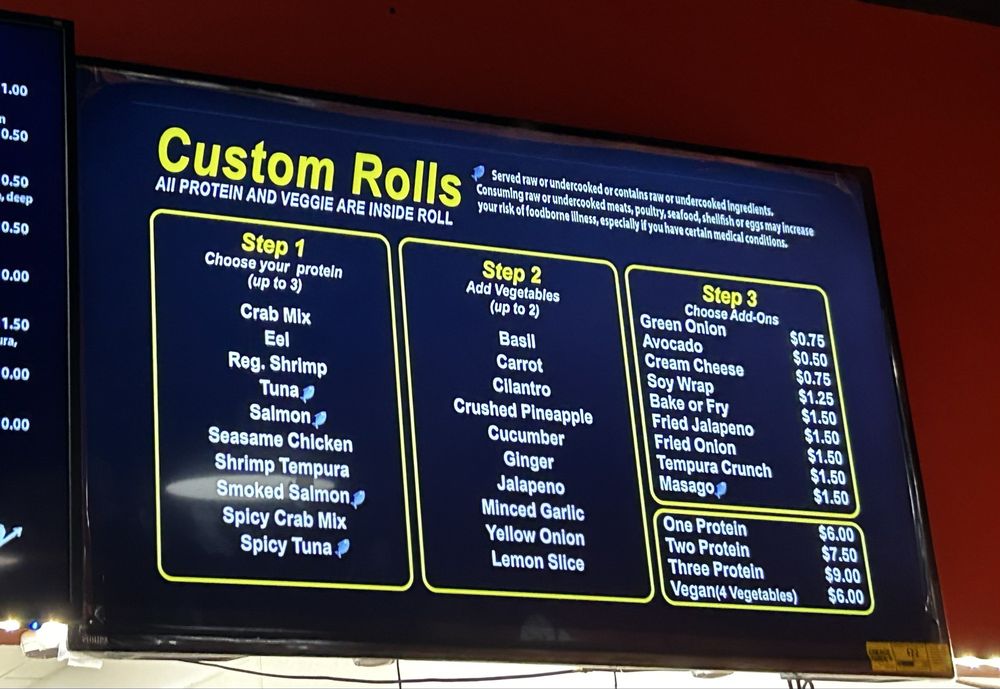 1.00
n
0.50
0.50
, deep
0.50
0.00
1.50
ura,
0.00
0.00
Custom Rolls
All PROTEIN AND VEGGIE ARE INSIDE ROLL
Served raw or undercooked or contains raw or undercooked ingredients.
Consuming raw or undercooked meats, poultry, seafood, shellfish or eggs may increase
your risk of foodborne illness, especially if you have certain medical conditions.
Step 1
Choose your protein
(up to 3)
Crab Mix
Eel
Reg. Shrimp
Tuna
Salmon
Seasame Chicken
Shrimp Tempura
Smoked Salmon
Spicy Crab Mix
Spicy Tuna
Step 2
Add Vegetables
(up to 2)
Basil
Carrot
Cilantro
Crushed Pineapple
Cucumber
Ginger
Jalapeno
Minced Garlic
Yellow Onion
Lemon Slice
Step 3
Choose Add-Ons
Green Onion $0.75
Avocado $0.50
Cream Cheese $0.75
Soy Wrap $1.25
Bake or Fry $1.50
Fried Jalapeno $1.50
Fried Onion $1.50
Tempura Crunch $1.50
Masago $1.50
One Protein $6.00
Two Protein $7.50
Three Protein $9.00
Vegan(4 Vegetables) $6.00
PHILIPS